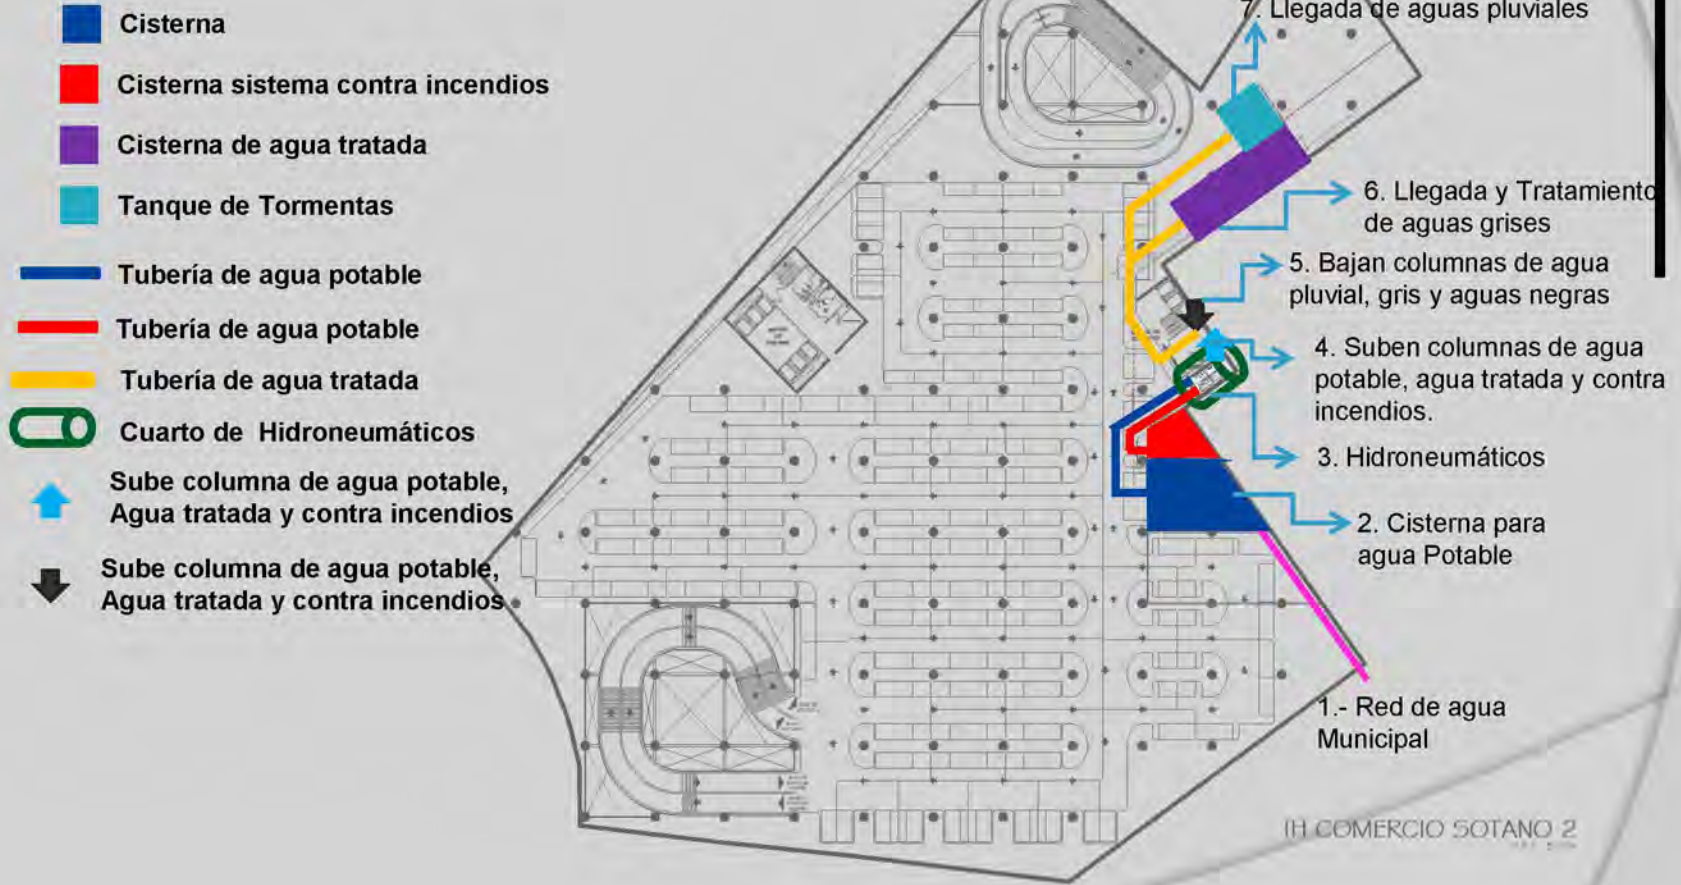 Cisterna
Cisterna sistema contra incendios
Cisterna de agua tratada
Tanque de Tormentas
Tubería de agua potable
Tubería de agua potable
Tubería de agua tratada
Cuarto de Hidroneumáticos
Sube columna de agua potable,
Agua tratada y contra incendios
Sube columna de agua potable,
Agua tratada y contra incendios
7. Llegada de aguas pluviales
6. Llegada y Tratamiento
de aguas grises
5. Bajan columnas de agua
pluvial, gris y aguas negras
4. Suben columnas de agua
potable, agua tratada y contra
incendios.
3. Hidroneumáticos
2. Cisterna para
agua Potable
1.- Red de agua
Municipal
IH COMERCIO SOTANO 2